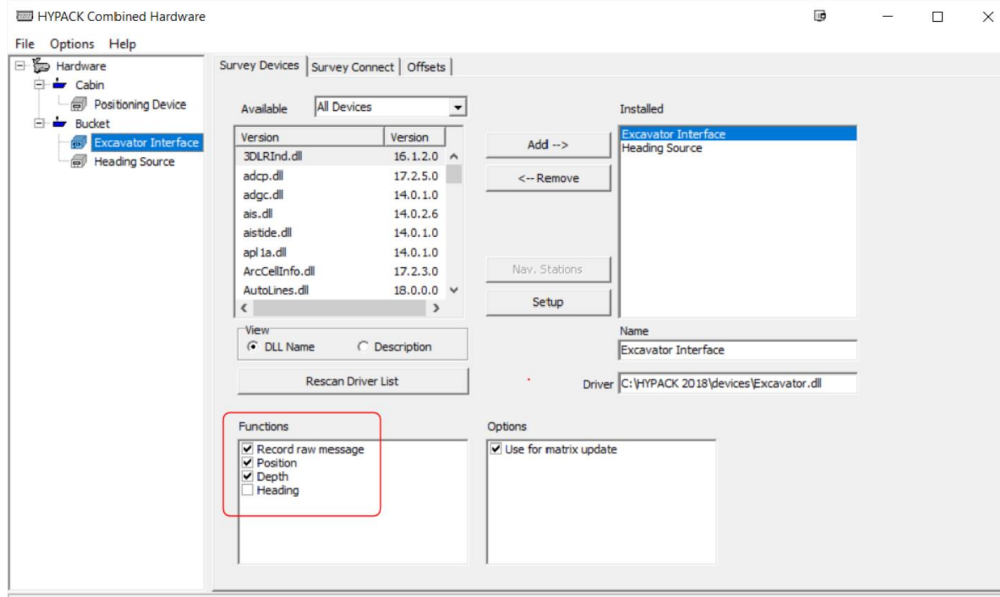 HYPACK Combined Hardware
File Options Help
Hardware
Cabin
Positioning Device
Bucket
Excavator Interface
Heading Source
Survey Devices Survey Connect Offsets
Available All Devices
Version Version
3DLRInd.dll 16.1.2.0
adcp.dll 17.2.5.0
adgc.dll 14.0.1.0
ais.dll 14.0.2.6
aistide.dll 14.0.1.0
apl1a.dll 14.0.1.0
ArcCellInfo.dll 17.2.3.0
AutoLines.dll 18.0.0.0
View
DLL Name Description
Rescan Driver List
Add -->
<-- Remove
Nav. Stations
Setup
Installed
Excavator Interface
Heading Source
Name
Excavator Interface
Driver C:\HYPACK 2018\devices\Excavator.dll
Functions
Record raw message
Position
Depth
Heading
Options
Use for matrix update